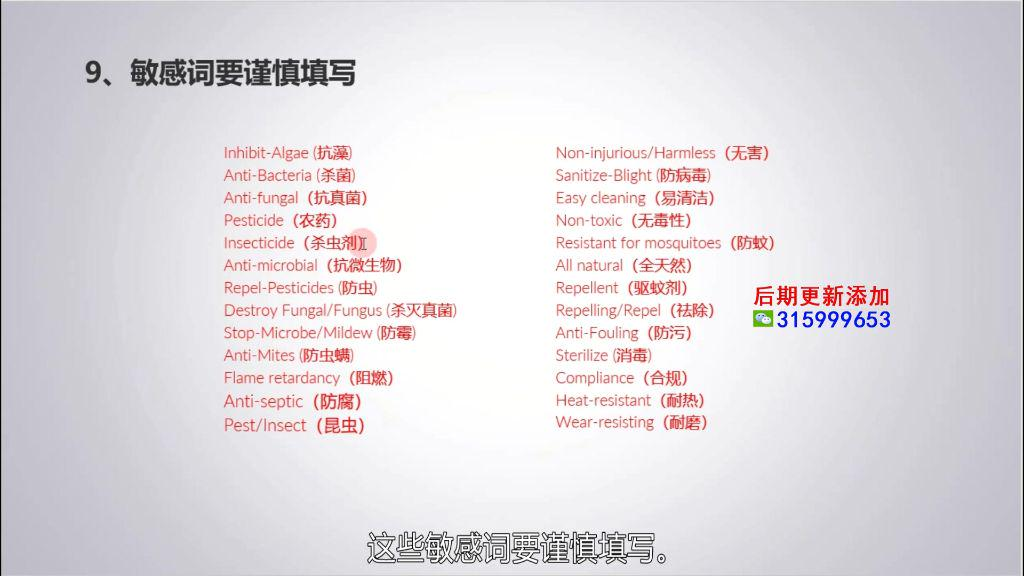 9、敏感词要谨慎填写
Inhibit-Algae (抗藻)
Anti-Bacteria (杀菌)
Anti-fungal（抗真菌）
Pesticide（农药）
Insecticide（杀虫剂）
Anti-microbial（抗微生物）
Repel-Pesticides (防虫)
Destroy Fungal/Fungus (杀灭真菌)
Stop-Microbe/Mildew (防霉)
Anti-Mites (防虫螨)
Flame retardancy（阻燃）
Anti-septic（防腐）
Pest/Insect（昆虫）
Non-injurious/Harmless（无害）
Sanitize-Blight (防病毒)
Easy cleaning（易清洁）
Non-toxic（无毒性）
Resistant for mosquitoes（防蚊）
All natural（全天然）
Repellent（驱蚊剂）
Repelling/Repel（祛除）
Anti-Fouling（防污）
Sterilize (消毒)
Compliance（合规）
Heat-resistant（耐热）
Wear-resisting（耐磨）
后期更新添加
315999653
这些敏感词要谨慎填写。